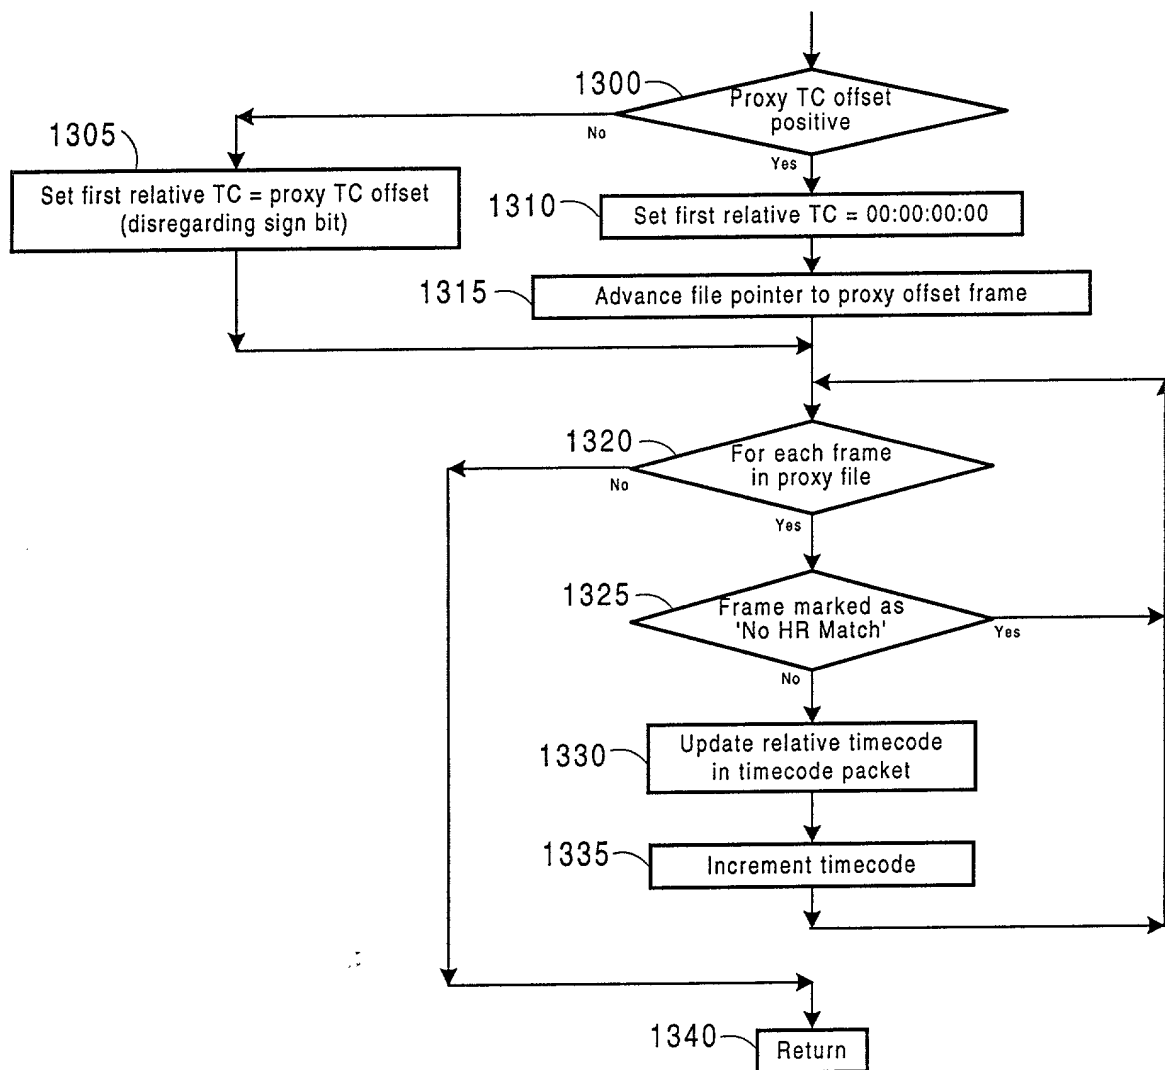 1300
Proxy TC offset
positive
No
Yes
1305
Set first relative TC = proxy TC offset
(disregarding sign bit)
1310
Set first relative TC = 00:00:00:00
1315
Advance file pointer to proxy offset frame
1320
For each frame
in proxy file
No
Yes
1325
Frame marked as
'No HR Match'
Yes
No
1330
Update relative timecode
in timecode packet
1335
Increment timecode
1340
Return